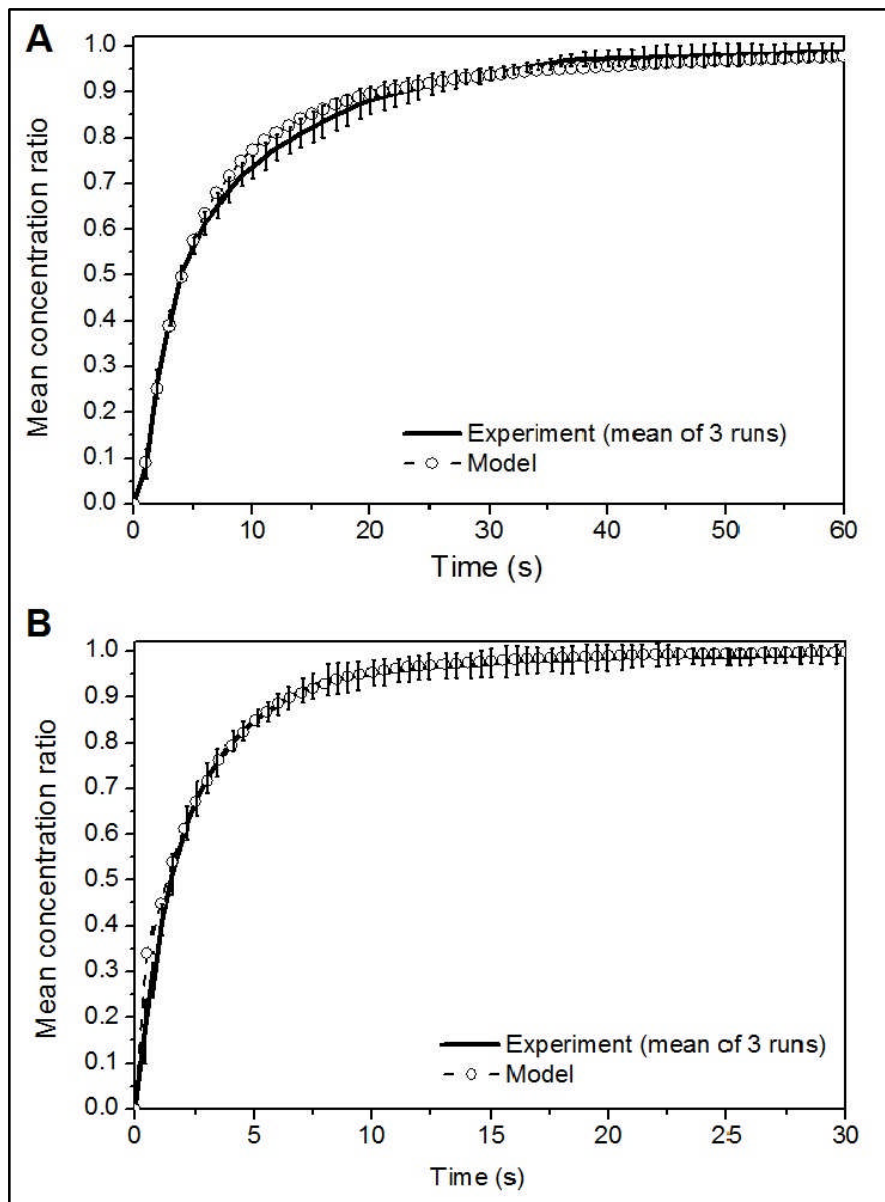 A
1.0
0.9
0.8
0.7
0.6
0.5
0.4
0.3
0.2
0.1
0.0
Mean concentration ratio
Experiment (mean of 3 runs)
Model
0 10 20 30 40 50 60
Time (s)
B
1.0
0.9
0.8
0.7
0.6
0.5
0.4
0.3
0.2
0.1
0.0
Mean concentration ratio
Experiment (mean of 3 runs)
Model
0 5 10 15 20 25 30
Time (s)